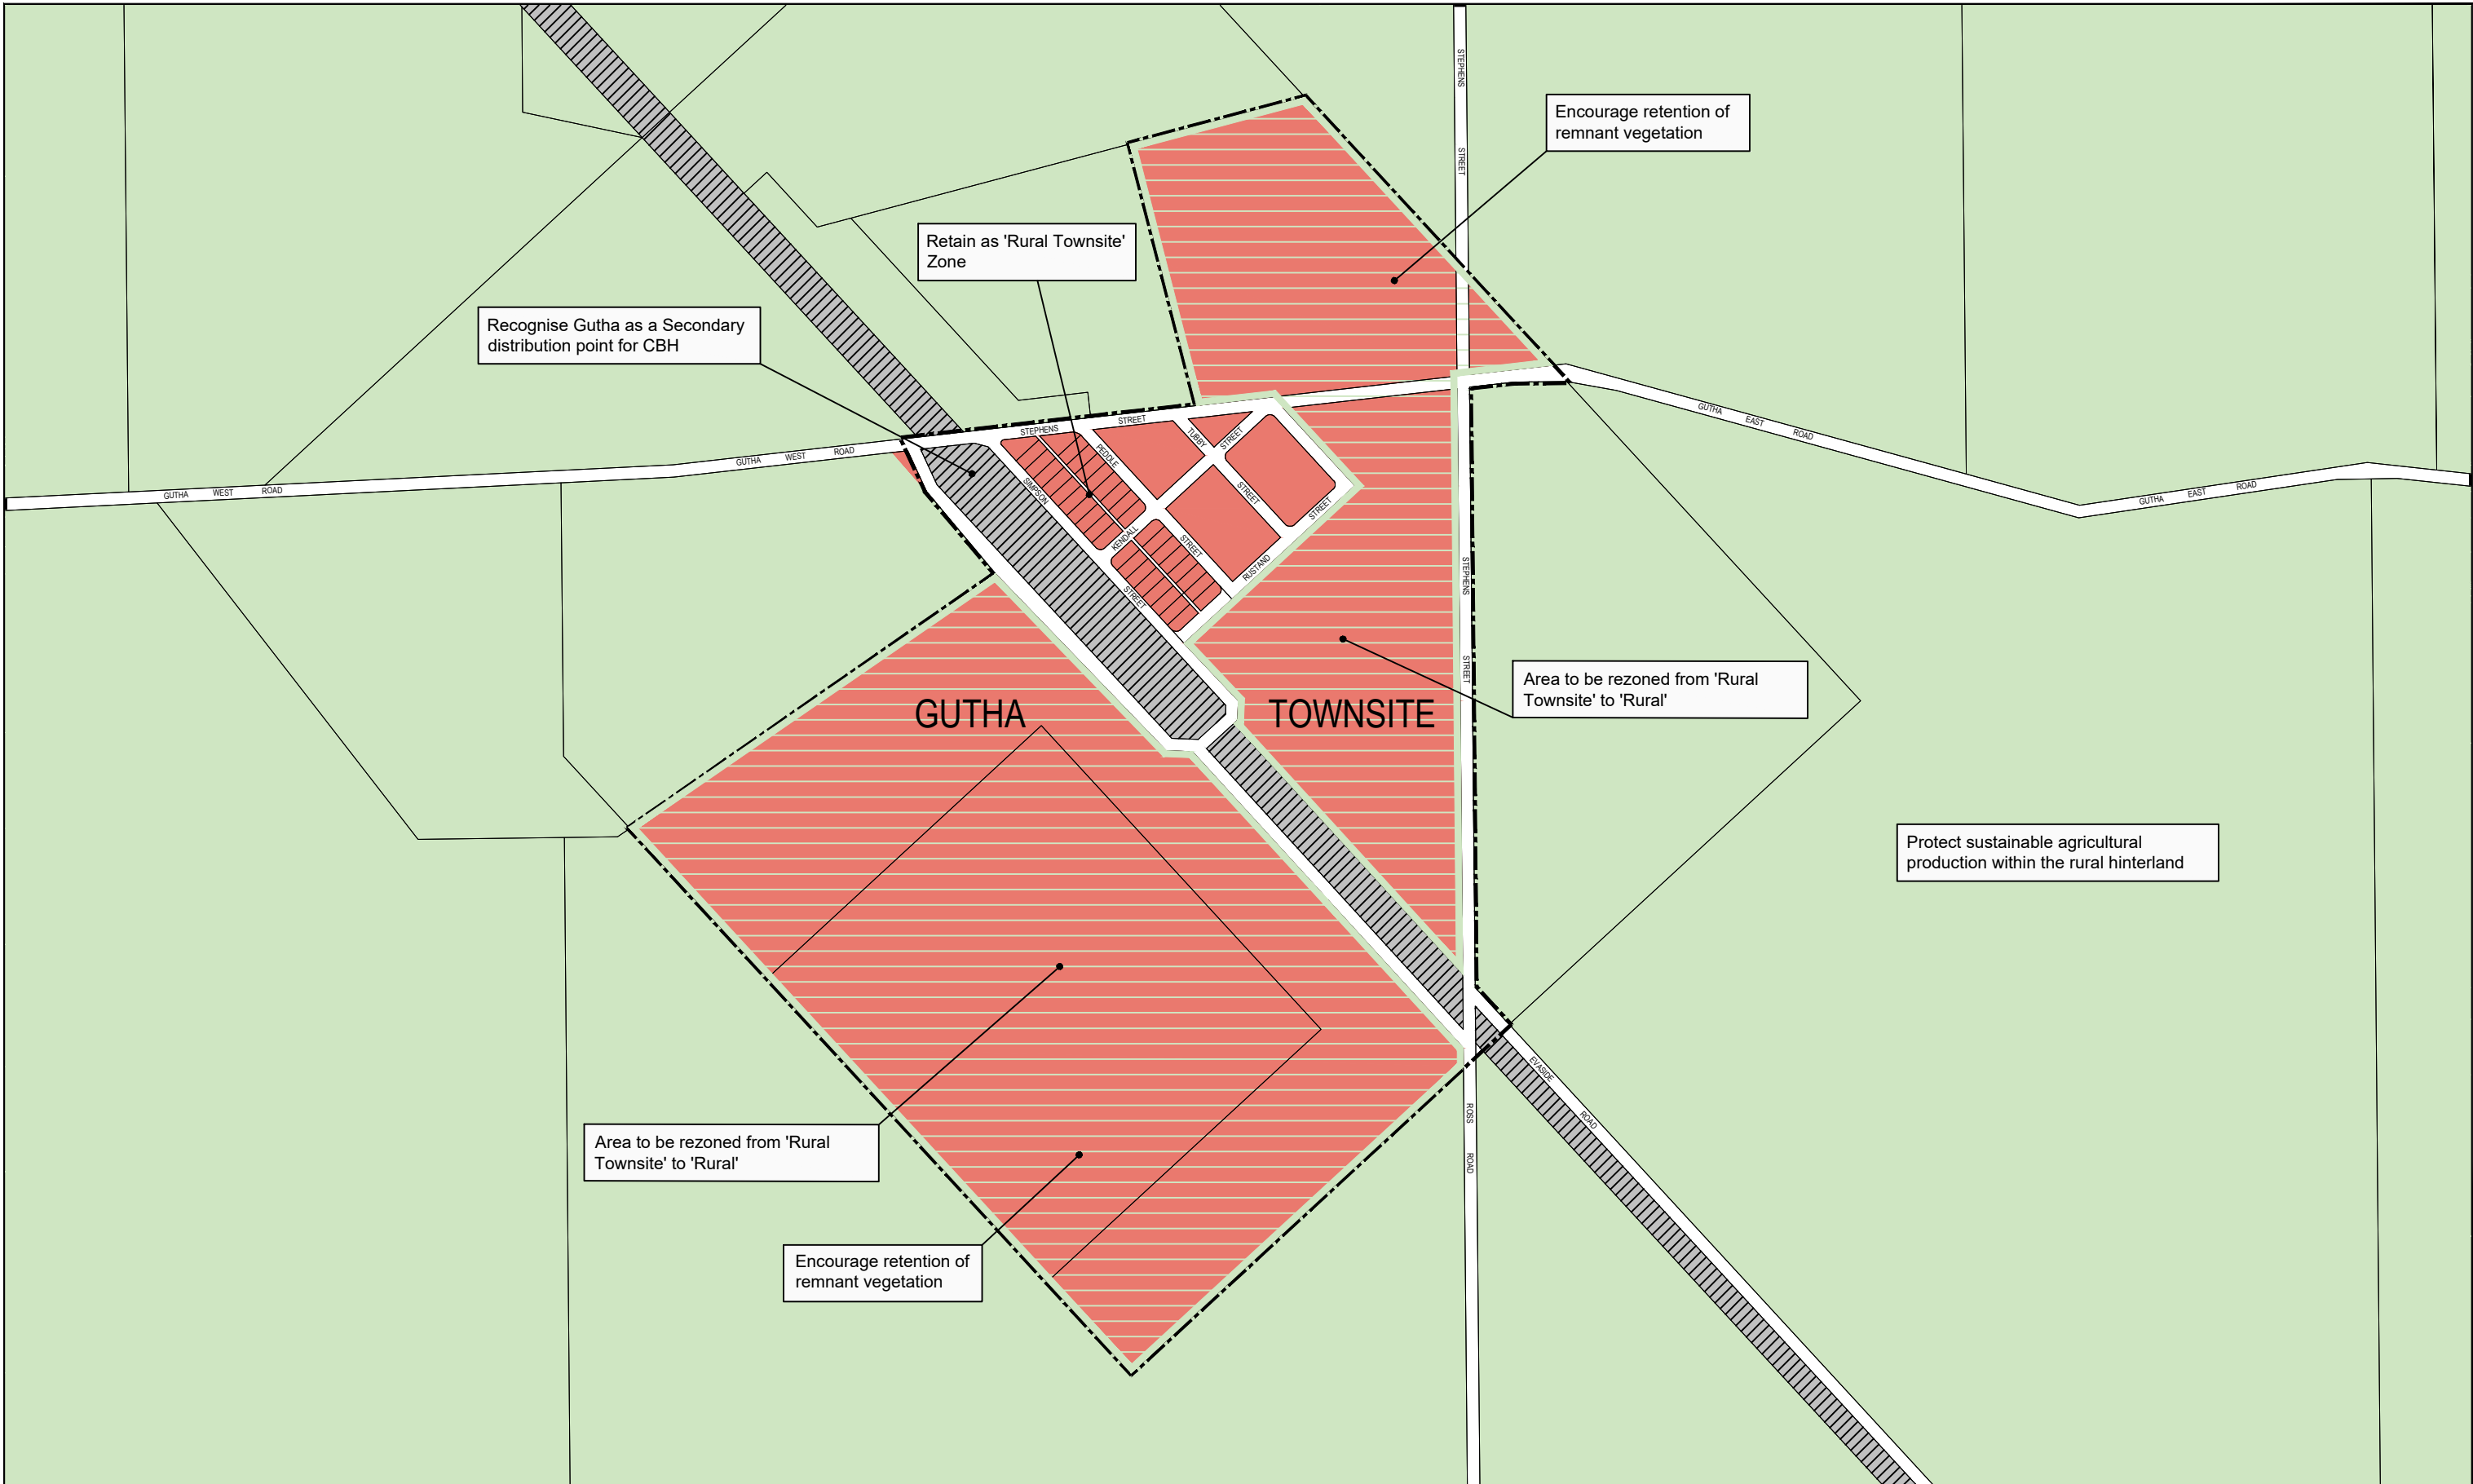 STEPHENS
STREET
Encourage retention of
remnant vegetation
Retain as 'Rural Townsite'
Zone
Recognise Gutha as a Secondary
distribution point for CBH
GUTHA WEST ROAD
GUTHA WEST ROAD
STEPHENS STREET
GUTHA EAST ROAD
GUTHA EAST ROAD
TUBBY
STREET
PEDDLE
STREET
SIMPSON
STREET
KENDALL
STREET
RUSTAND
STREET
STEPHENS
STREET
Area to be rezoned from 'Rural
Townsite' to 'Rural'
GUTHA TOWNSITE
Protect sustainable agricultural
production within the rural hinterland
EVASIDE
ROAD
ROSS
ROAD
Area to be rezoned from 'Rural
Townsite' to 'Rural'
Encourage retention of
remnant vegetation